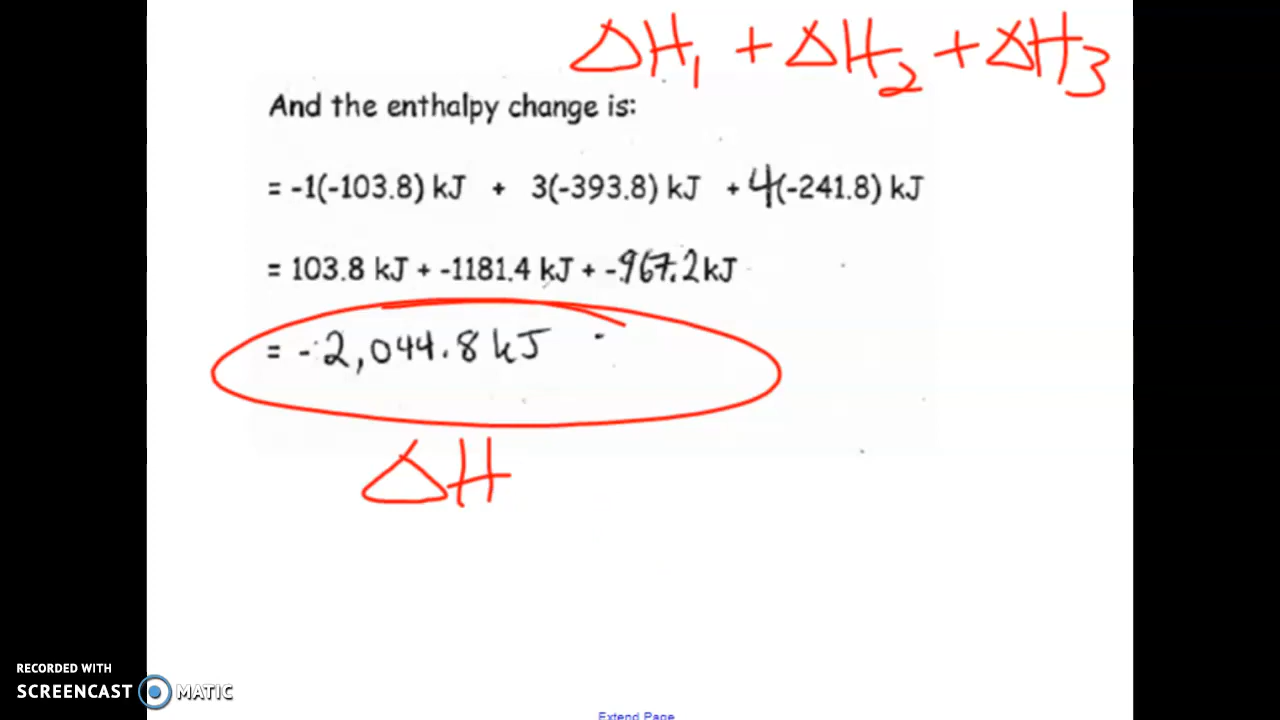 ΔH₁ + ΔH₂ + ΔH₃
And the enthalpy change is:
= -1(-103.8) kJ + 3(-393.8) kJ + 4(-241.8) kJ
= 103.8 kJ + -1181.4 kJ + -967.2 kJ
= -2,044.8 kJ
ΔH
RECORDED WITH
SCREENCAST MATIC
Extend Page